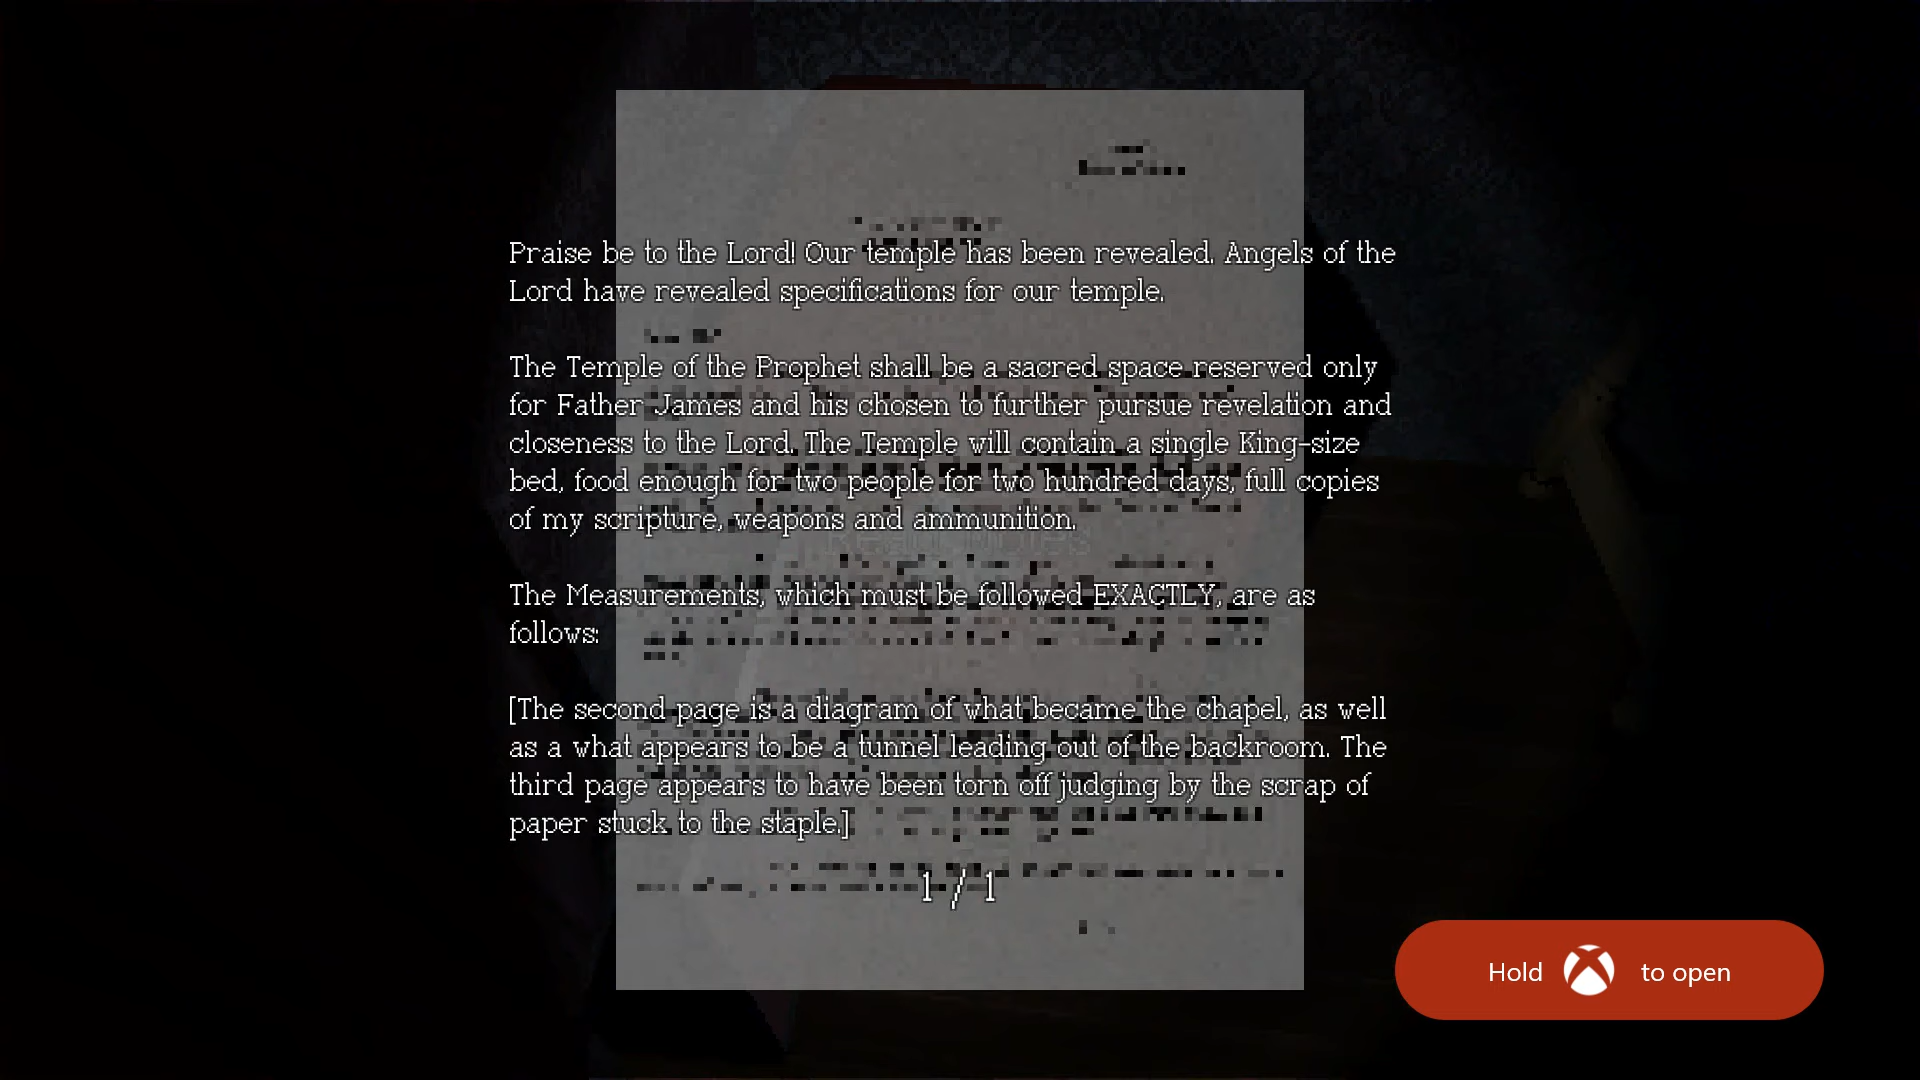 Praise be to the Lord! Our temple has been revealed. Angels of the
Lord have revealed specifications for our temple.
The Temple of the Prophet shall be a sacred space reserved only
for Father James and his chosen to further pursue revelation and
closeness to the Lord. The Temple will contain a single King-size
bed, food enough for two people for two hundred days, full copies
of my scripture, weapons and ammunition.
Read Notes
The Measurements, which must be followed EXACTLY, are as
follows:
[The second page is a diagram of what became the chapel, as well
as a what appears to be a tunnel leading out of the backroom. The
third page appears to have been torn off judging by the scrap of
paper stuck to the staple.]
1 / 1
Hold to open